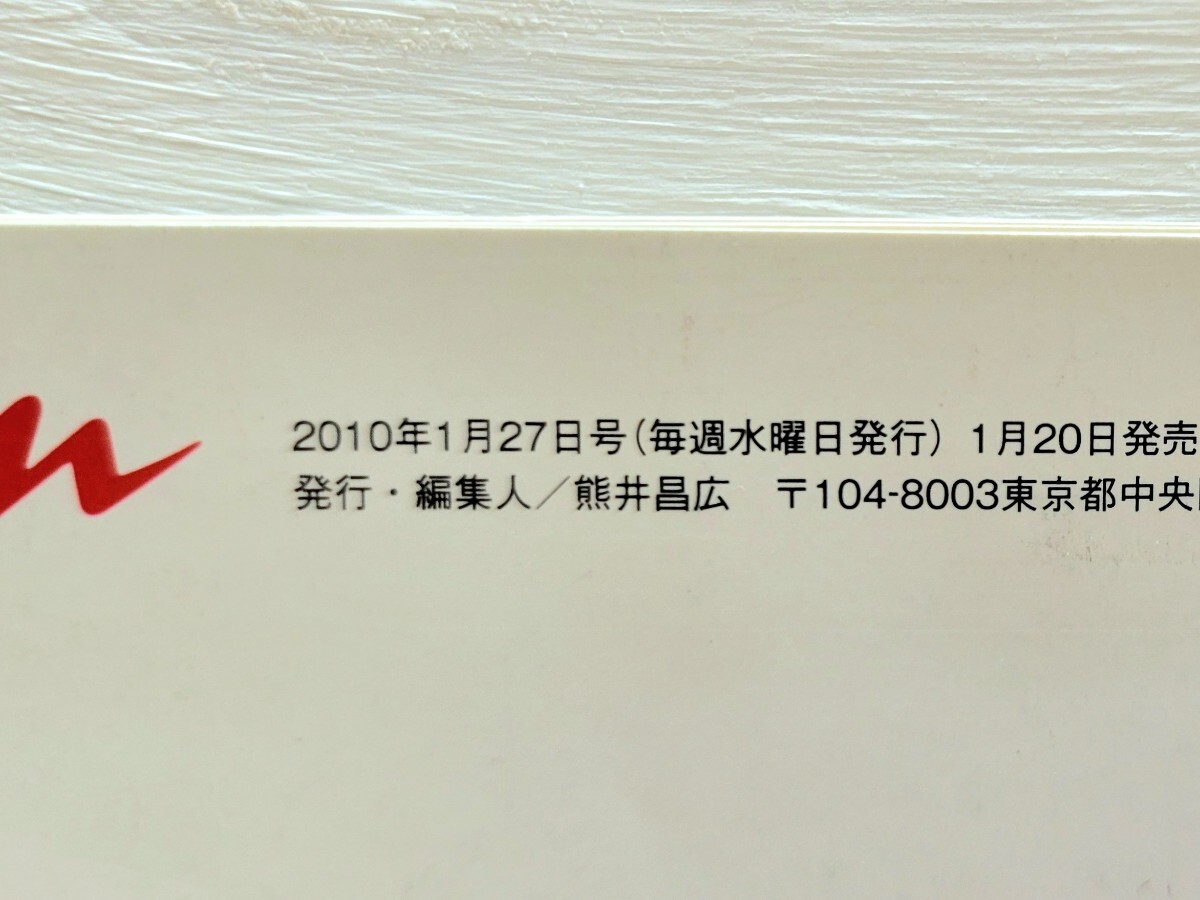 2010年1月27日号(毎週水曜日発行) 1月20日発売
発行・編集人／熊井昌広 〒104-8003東京都中央